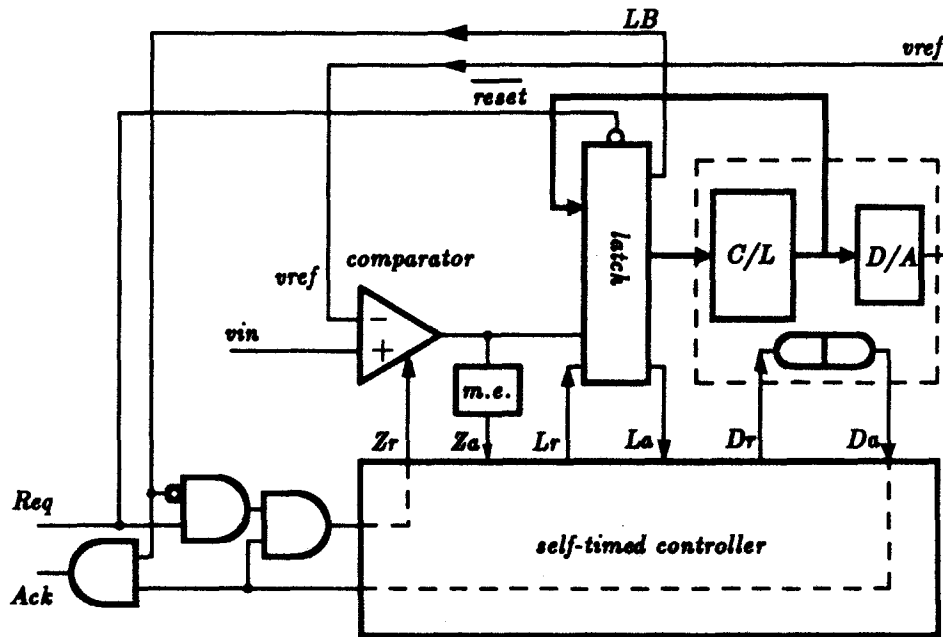 LB
vref
reset
latch
C/L
D/A
comparator
vref
vin
−
+
m.e.
Zr
Za
Lr
La
Dr
Da
Req
self-timed controller
Ack